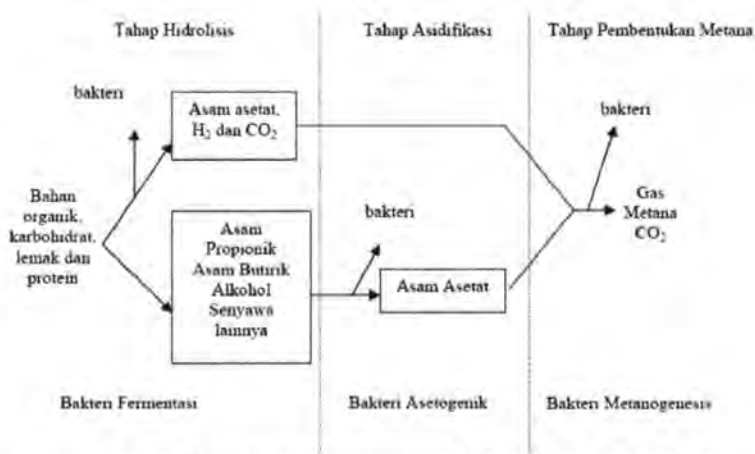 Tahap Hidrolisis
Tahap Asidifikasi
Tahap Pembentukan Metana
bakteri
Asam asetat,
H₂ dan CO₂
bakteri
Bahan
organik,
karbohidrat,
lemak dan
protein
Asam
Propionik
Asam Butirik
Alkohol
Senyawa
lainnya
bakteri
Asam Asetat
Gas
Metana
CO₂
Bakteri Fermentasi
Bakteri Asetogenik
Bakteri Metanogenesis